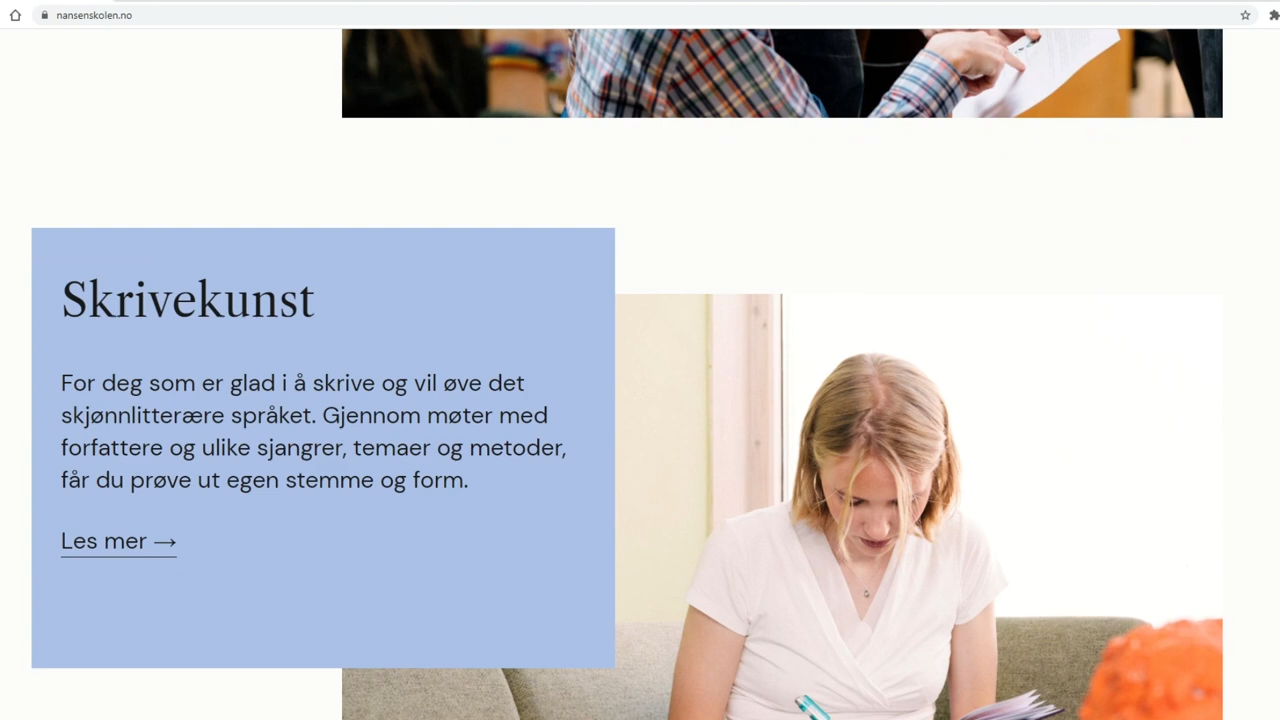 nansenskolen.no
Skrivekunst
For deg som er glad i å skrive og vil øve det
skjønnlitterære språket. Gjennom møter med
forfattere og ulike sjangrer, temaer og metoder,
får du prøve ut egen stemme og form.
Les mer →